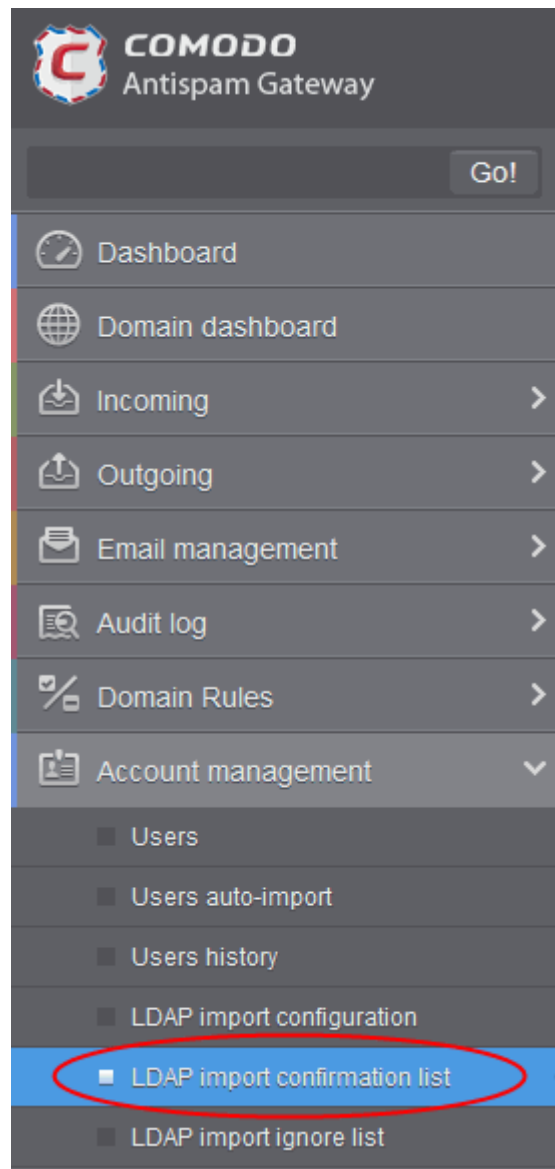 C
COMODO
Antispam Gateway
Go!
Dashboard
Domain dashboard
Incoming
Outgoing
Email management
Audit log
Domain Rules
Account management
Users
Users auto-import
Users history
LDAP import configuration
LDAP import confirmation list
LDAP import ignore list